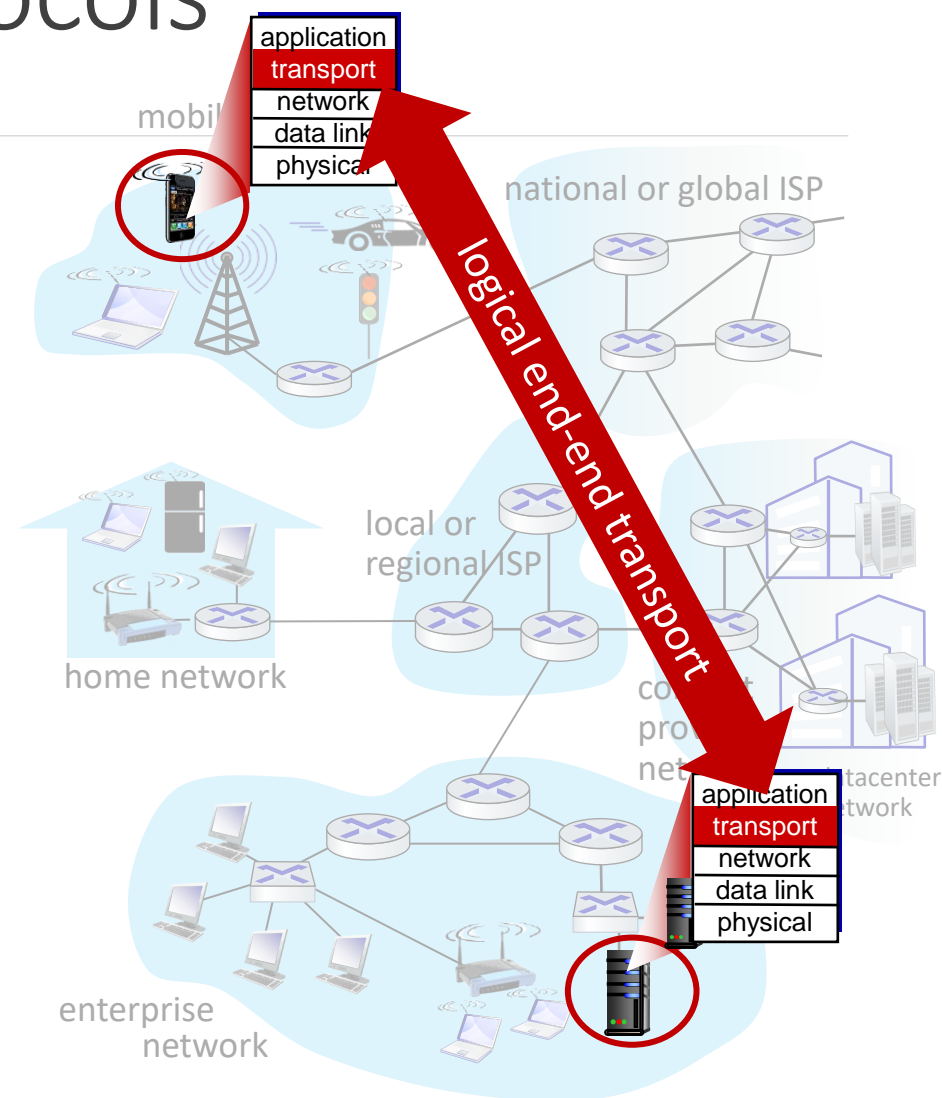 application
transport
network
data link
physical
national or global ISP
logical end-end transport
local or
regional ISP
home network
application
transport
network
data link
physical
enterprise
network